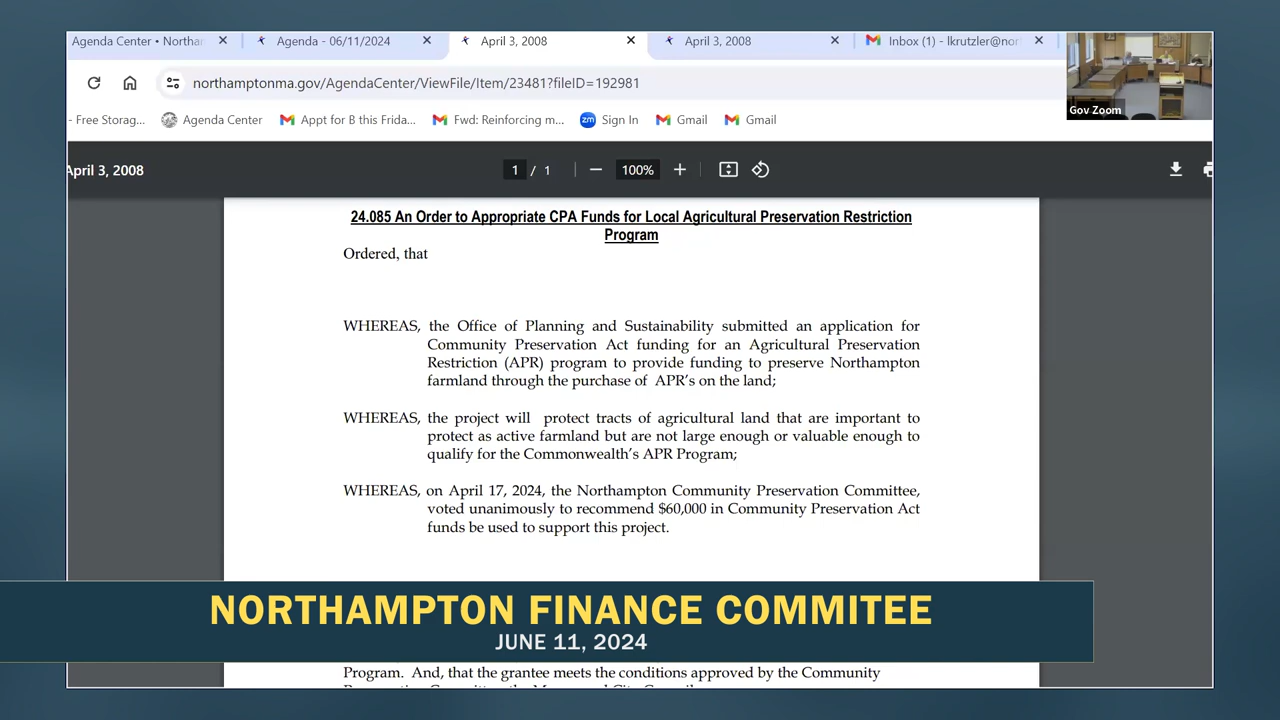 Agenda Center • Northan
Agenda - 06/11/2024
April 3, 2008
April 3, 2008
Inbox (1) - lkrutzler@nor
northamptonma.gov/AgendaCenter/ViewFile/Item/23481?fileID=192981
Gov Zoom
- Free Storag...
Agenda Center
Appt for B this Frida...
Fwd: Reinforcing m...
zm
Sign In
Gmail
Gmail
April 3, 2008
1 / 1
100%
24.085 An Order to Appropriate CPA Funds for Local Agricultural Preservation Restriction
Program
Ordered, that
WHEREAS, the Office of Planning and Sustainability submitted an application for
Community Preservation Act funding for an Agricultural Preservation
Restriction (APR) program to provide funding to preserve Northampton
farmland through the purchase of APR's on the land;
WHEREAS, the project will protect tracts of agricultural land that are important to
protect as active farmland but are not large enough or valuable enough to
qualify for the Commonwealth's APR Program;
WHEREAS, on April 17, 2024, the Northampton Community Preservation Committee,
voted unanimously to recommend $60,000 in Community Preservation Act
funds be used to support this project.
NORTHAMPTON FINANCE COMMITEE
JUNE 11, 2024
Program. And, that the grantee meets the conditions approved by the Community